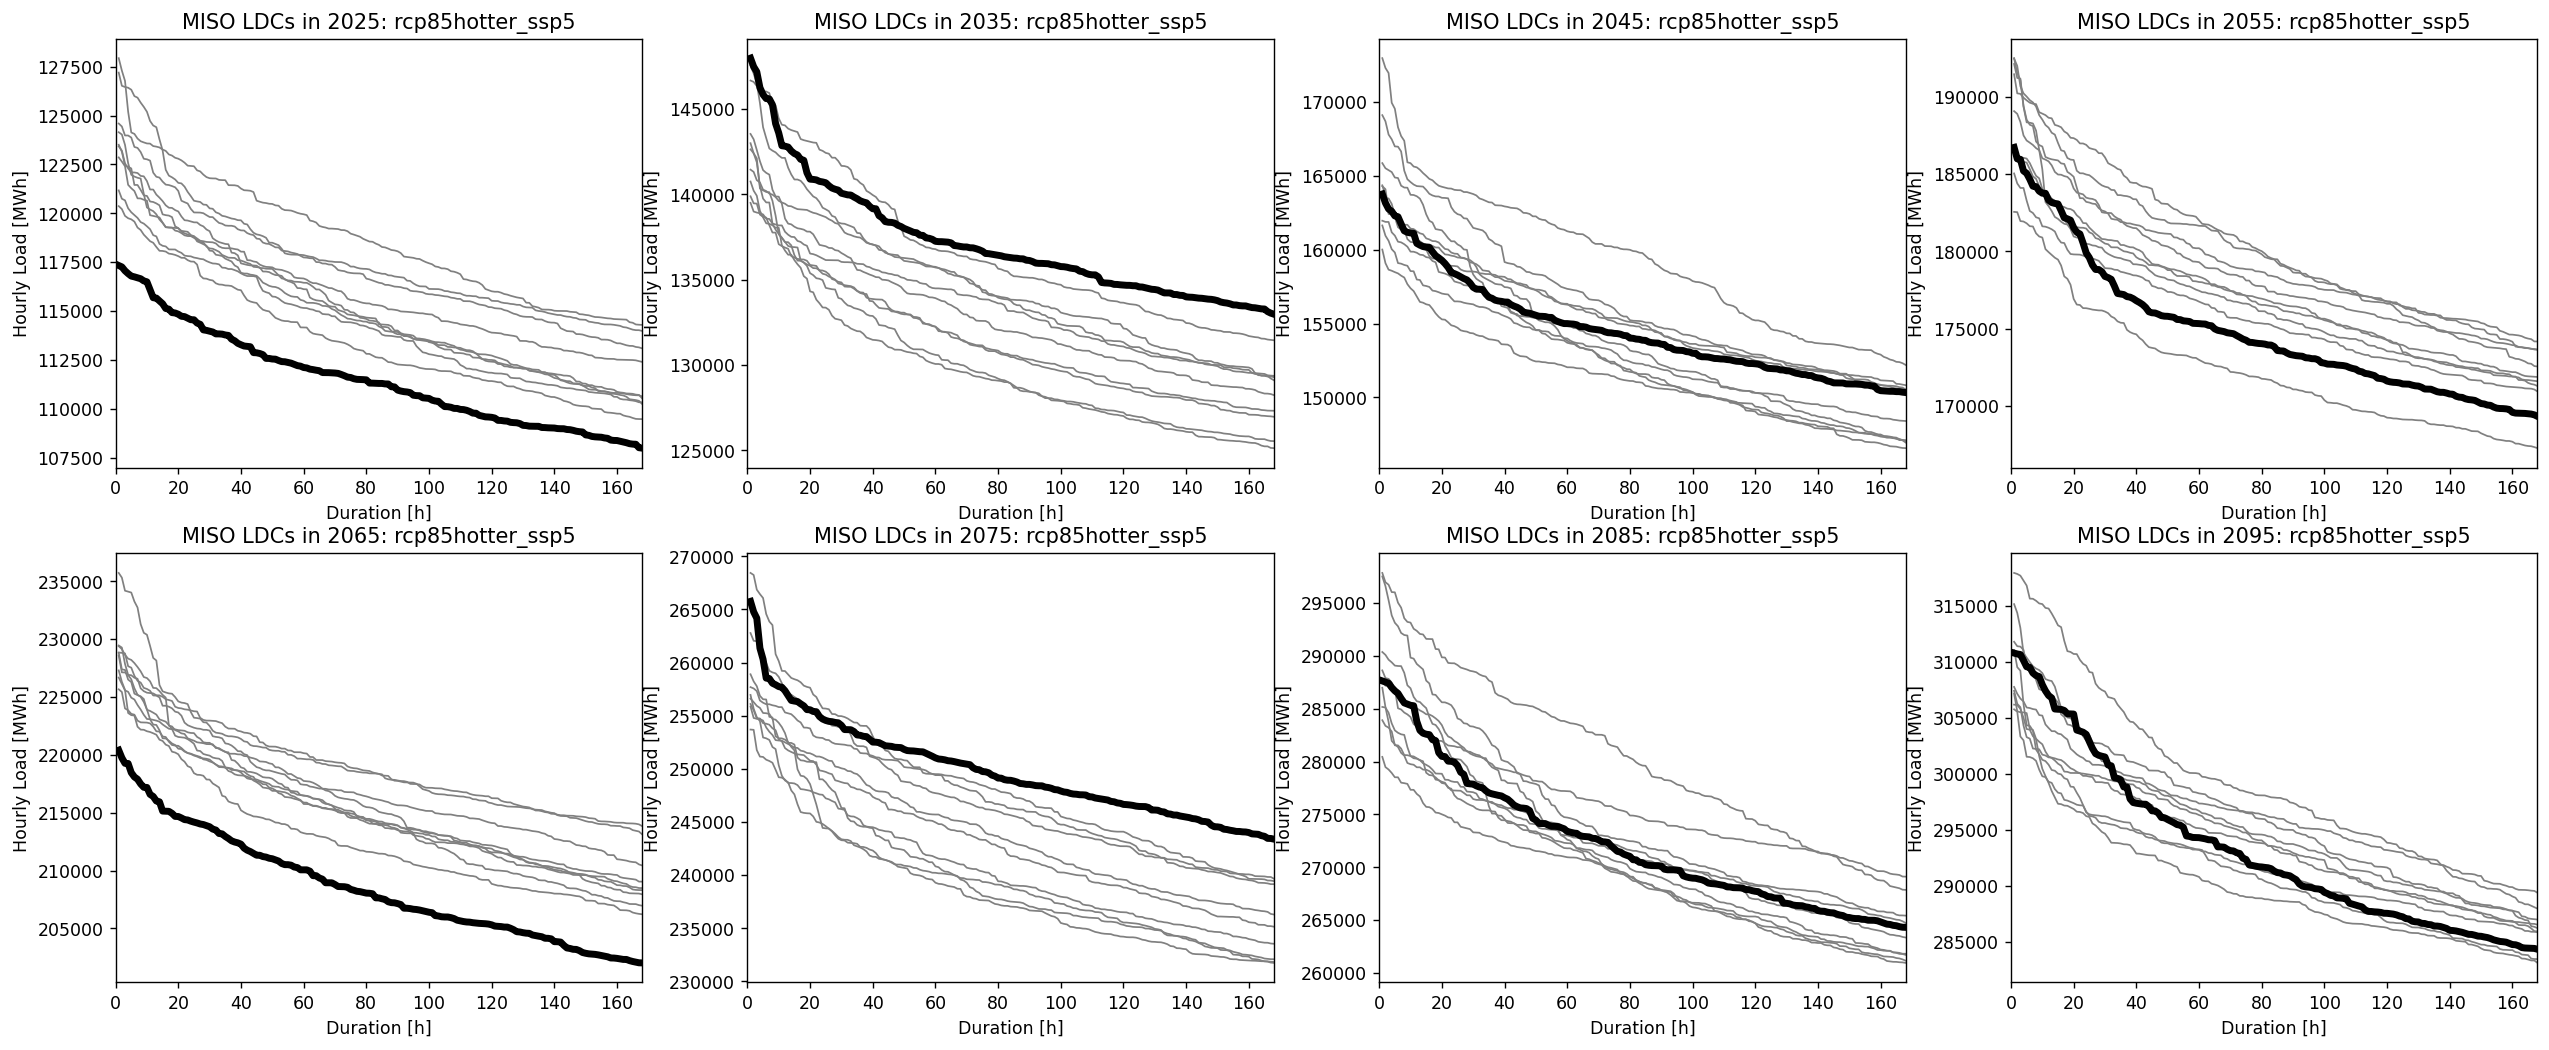 MISO LDCs in 2025: rcp85hotter_ssp5
Hourly Load [MWh]
127500
125000
122500
120000
117500
115000
112500
110000
107500
0 20 40 60 80 100 120 140 160
Duration [h]
MISO LDCs in 2035: rcp85hotter_ssp5
Hourly Load [MWh]
145000
140000
135000
130000
125000
0 20 40 60 80 100 120 140 160
Duration [h]
MISO LDCs in 2045: rcp85hotter_ssp5
Hourly Load [MWh]
170000
165000
160000
155000
150000
0 20 40 60 80 100 120 140 160
Duration [h]
MISO LDCs in 2055: rcp85hotter_ssp5
Hourly Load [MWh]
190000
185000
180000
175000
170000
0 20 40 60 80 100 120 140 160
Duration [h]
MISO LDCs in 2065: rcp85hotter_ssp5
Hourly Load [MWh]
235000
230000
225000
220000
215000
210000
205000
0 20 40 60 80 100 120 140 160
Duration [h]
MISO LDCs in 2075: rcp85hotter_ssp5
Hourly Load [MWh]
270000
265000
260000
255000
250000
245000
240000
235000
230000
0 20 40 60 80 100 120 140 160
Duration [h]
MISO LDCs in 2085: rcp85hotter_ssp5
Hourly Load [MWh]
295000
290000
285000
280000
275000
270000
265000
260000
0 20 40 60 80 100 120 140 160
Duration [h]
MISO LDCs in 2095: rcp85hotter_ssp5
Hourly Load [MWh]
315000
310000
305000
300000
295000
290000
285000
0 20 40 60 80 100 120 140 160
Duration [h]